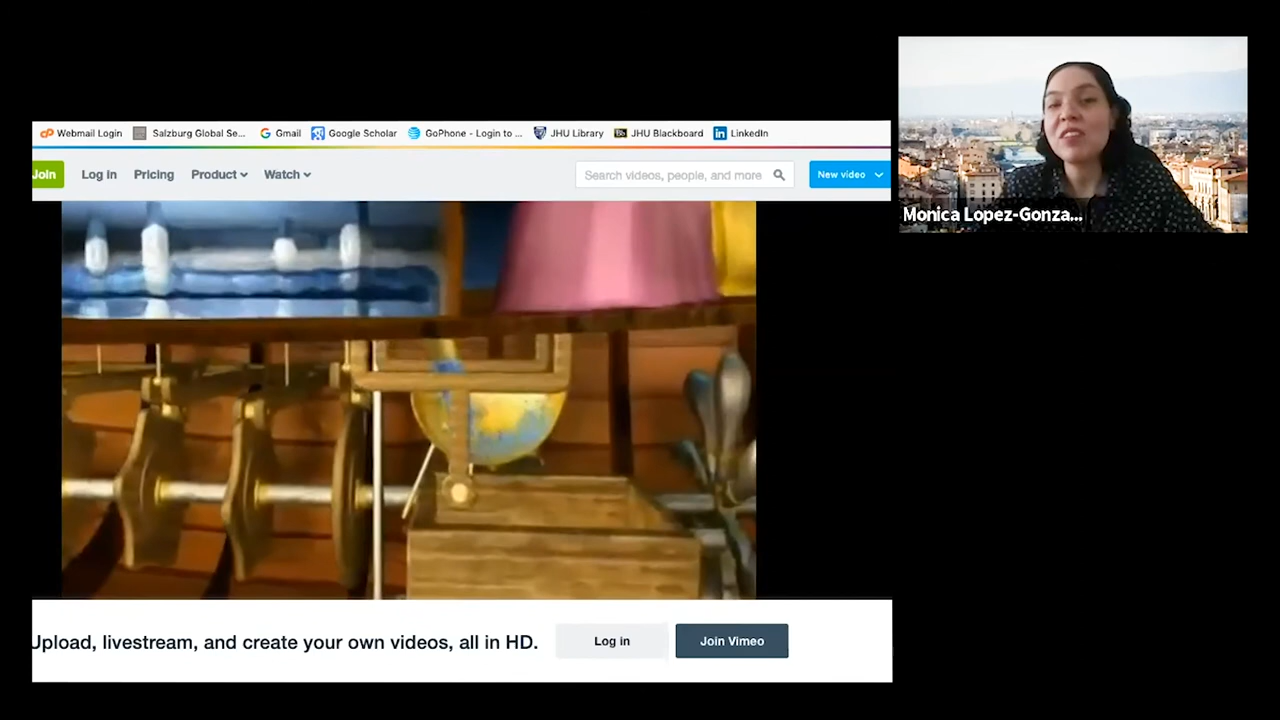 Webmail Login Salzburg Global Se... Gmail Google Scholar GoPhone - Login to ... JHU Library JHU Blackboard LinkedIn
Join Log in Pricing Product Watch Search videos, people, and more New video
Monica Lopez-Gonza...
Upload, livestream, and create your own videos, all in HD. Log in Join Vimeo